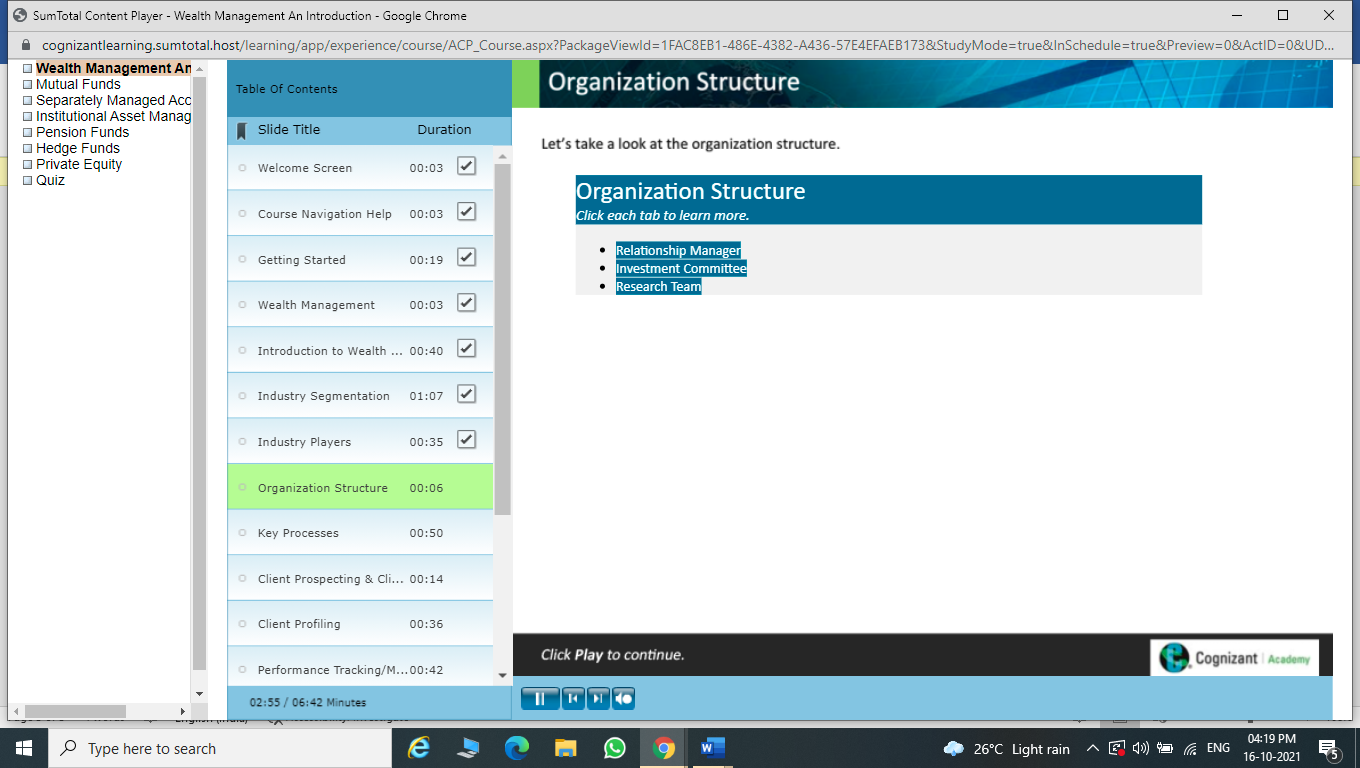 SumTotal Content Player - Wealth Management An Introduction - Google Chrome
cognizantlearning.sumtotal.host/learning/app/experience/course/ACP_Course.aspx?PackageViewId=1FAC8EB1-486E-4382-A436-57E4EFAEB173&StudyMode=true&InSchedule=true&Preview=0&ActID=0&UD...
Wealth Management An
Mutual Funds
Separately Managed Acc
Institutional Asset Manag
Pension Funds
Hedge Funds
Private Equity
Quiz
Table Of Contents
Slide Title Duration
Welcome Screen 00:03
Course Navigation Help 00:03
Getting Started 00:19
Wealth Management 00:03
Introduction to Wealth ... 00:40
Industry Segmentation 01:07
Industry Players 00:35
Organization Structure 00:06
Key Processes 00:50
Client Prospecting & Cli... 00:14
Client Profiling 00:36
Performance Tracking/M... 00:42
02:55 / 06:42 Minutes
Organization Structure
Let's take a look at the organization structure.
Organization Structure
Click each tab to learn more.
Relationship Manager
Investment Committee
Research Team
Click Play to continue.
Cognizant Academy
Type here to search
26°C Light rain
ENG
04:19 PM
16-10-2021
5